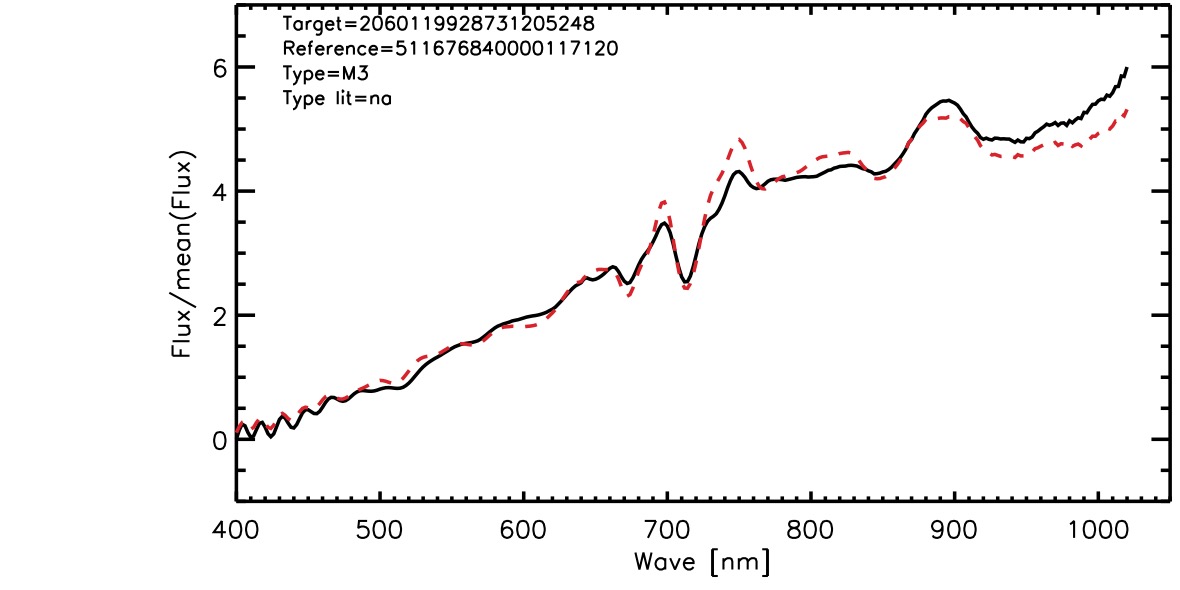 Target=2060119928731205248
Reference=511676840000117120
Type=M3
Type lit=na
6
4
2
0
Flux/mean(Flux)
400 500 600 700 800 900 1000
Wave [nm]